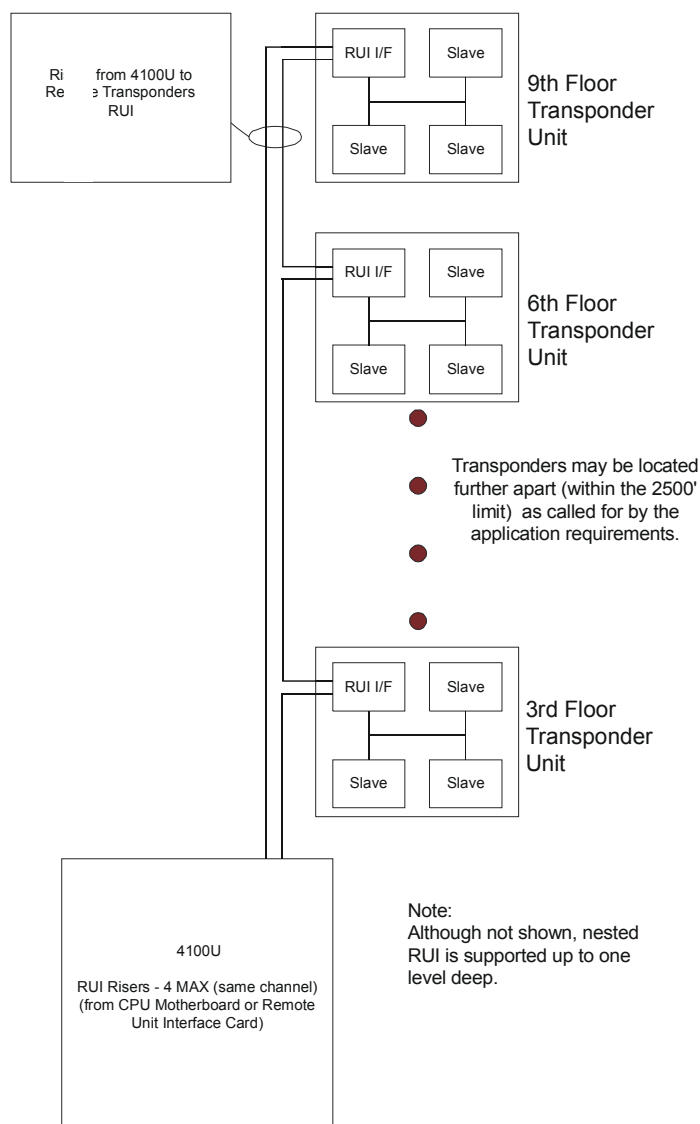 from 4100U to
Transponders
RUI
RUI I/F
Slave
Slave
Slave
9th Floor
Transponder
Unit
RUI I/F
Slave
Slave
Slave
6th Floor
Transponder
Unit
Transponders may be located
further apart (within the 2500'
limit) as called for by the
application requirements.
RUI I/F
Slave
Slave
Slave
3rd Floor
Transponder
Unit
4100U
RUI Risers - 4 MAX (same channel)
(from CPU Motherboard or Remote
Unit Interface Card)
Note:
Although not shown, nested
RUI is supported up to one
level deep.